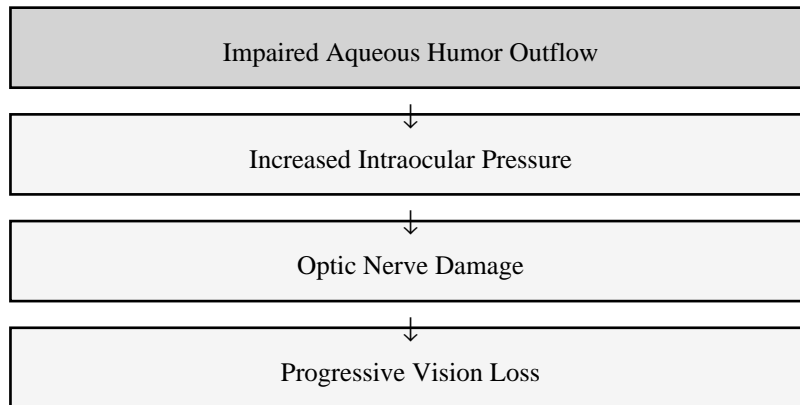 Impaired Aqueous Humor Outflow
Increased Intraocular Pressure
Optic Nerve Damage
Progressive Vision Loss